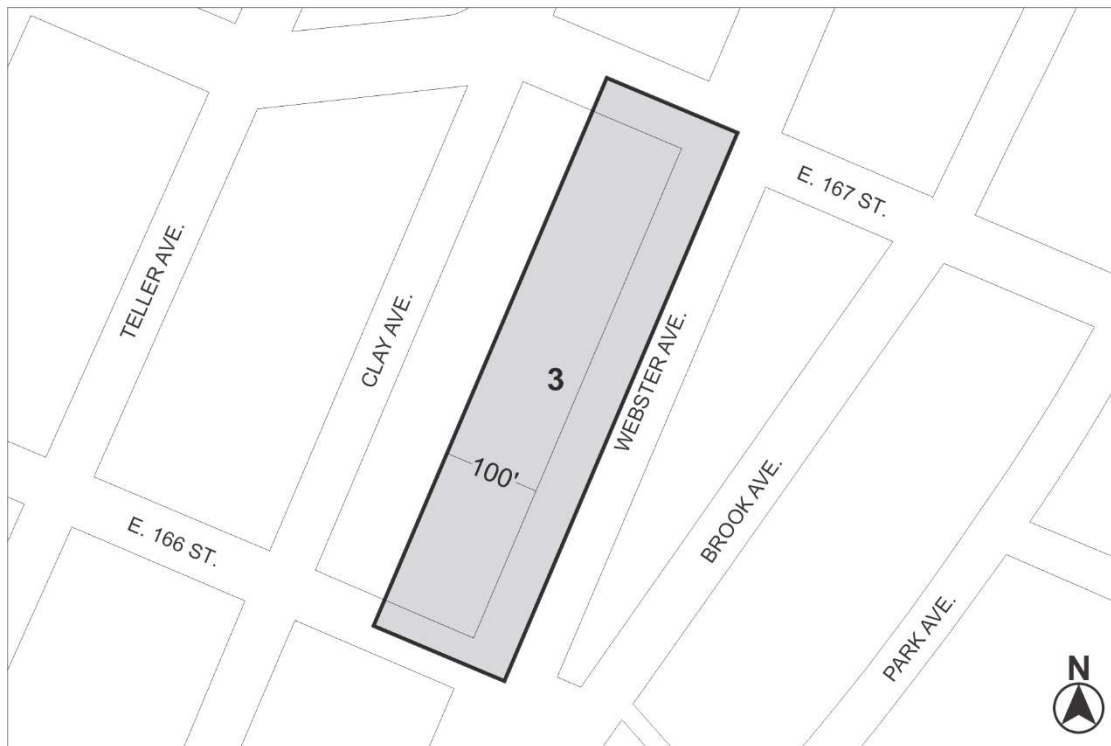 E. 167 ST.
TELLER AVE.
CLAY AVE.
WEBSTER AVE.
3
100'
BROOK AVE.
E. 166 ST.
PARK AVE.
N